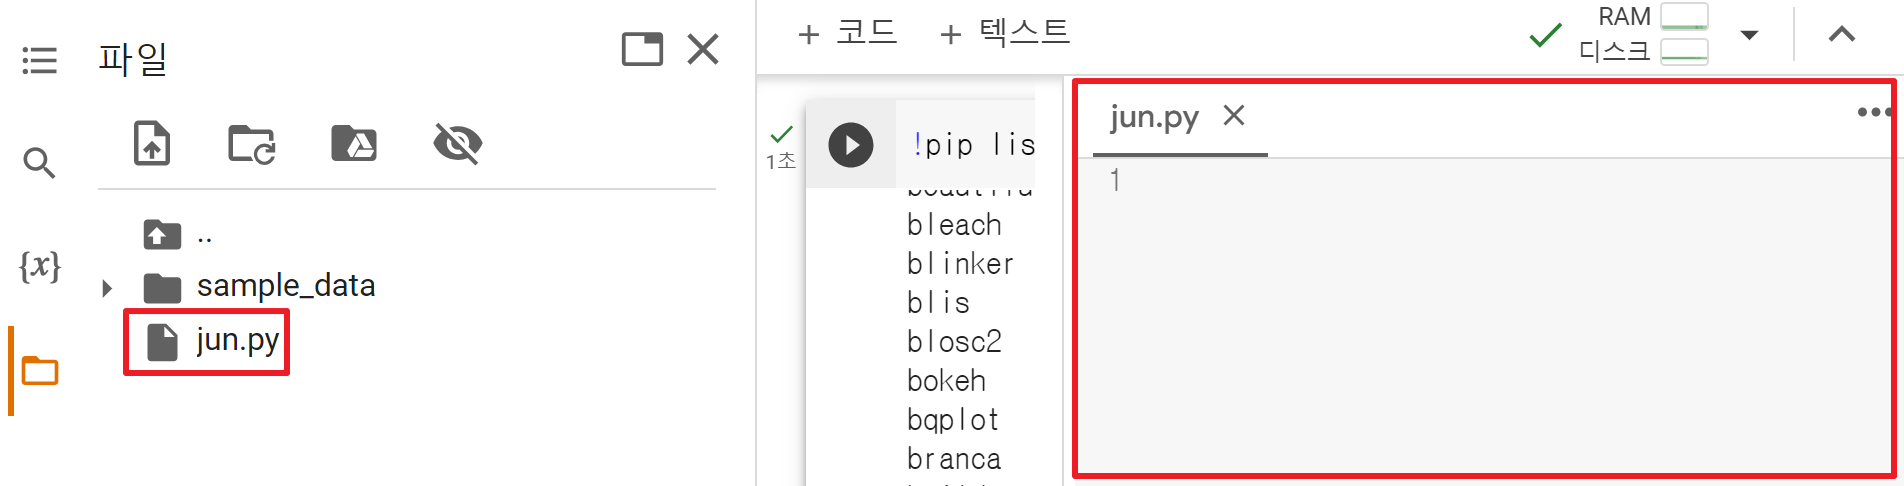 파일
{x}
..
sample_data
jun.py
+ 코드 + 텍스트
RAM
디스크
1초
!pip lis
bleach
blinker
blis
blosc2
bokeh
bqplot
branca
jun.py
1